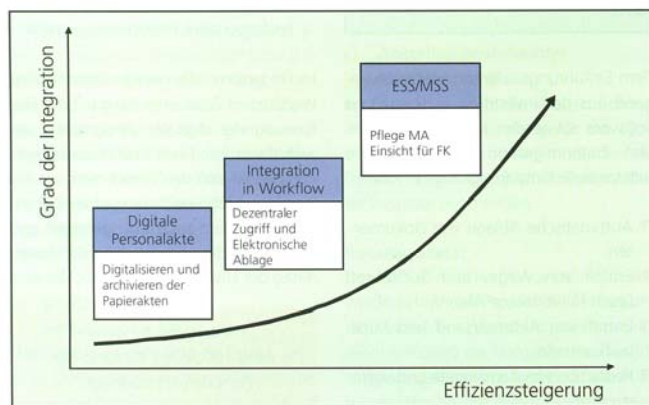 Grad der Integration
ESS/MSS
Pflege MA
Einsicht für FK
Integration
in Workflow
Dezentraler
Zugriff und
Elektronische
Ablage
Digitale
Personalakte
Digitalisieren und
archivieren der
Papierakten
Effizienzsteigerung